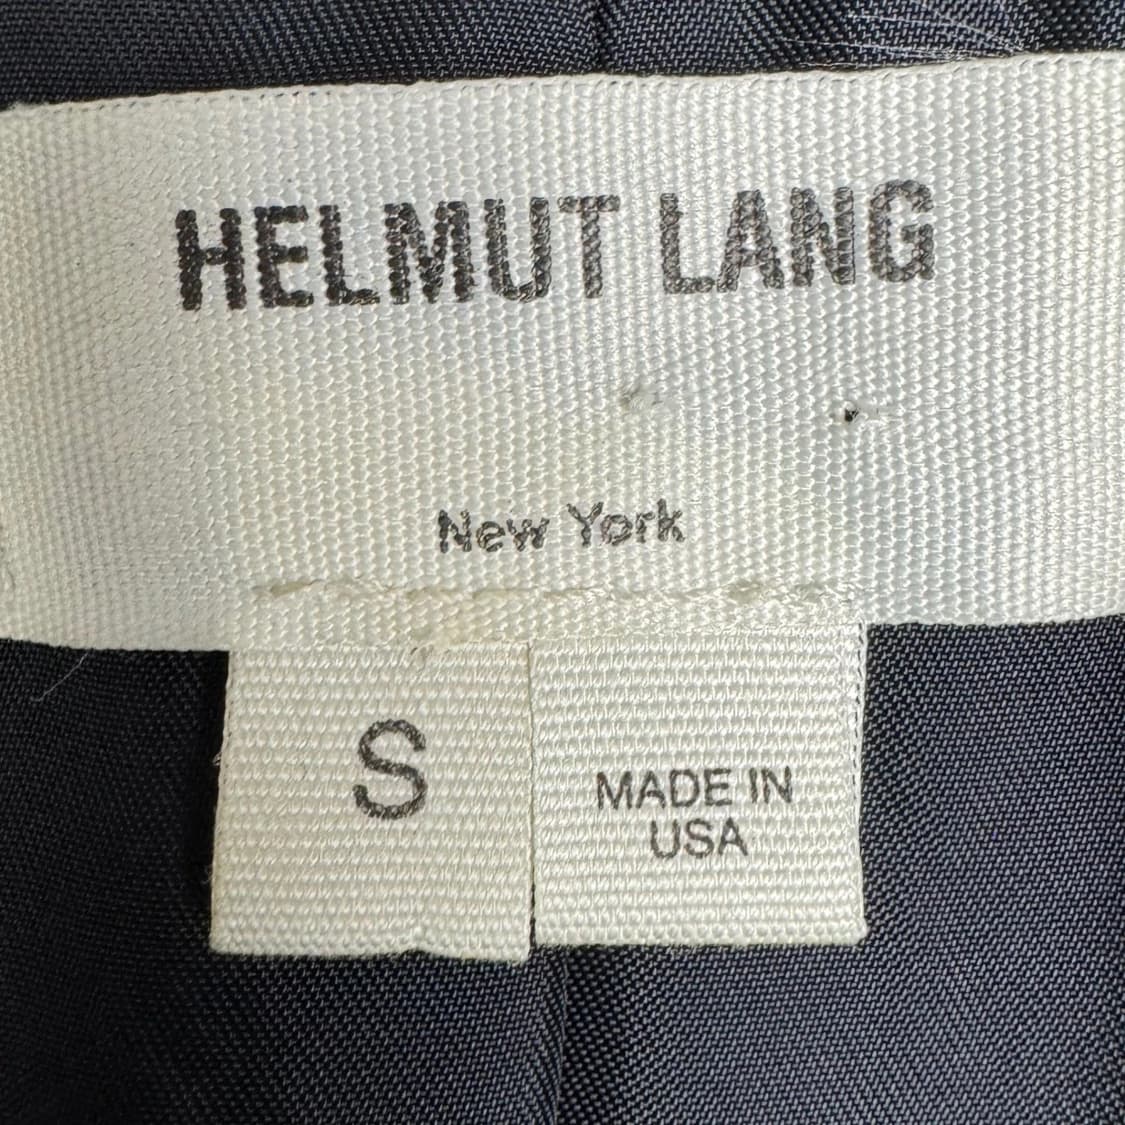 HELMUT LANG
New York
S
MADE IN
USA